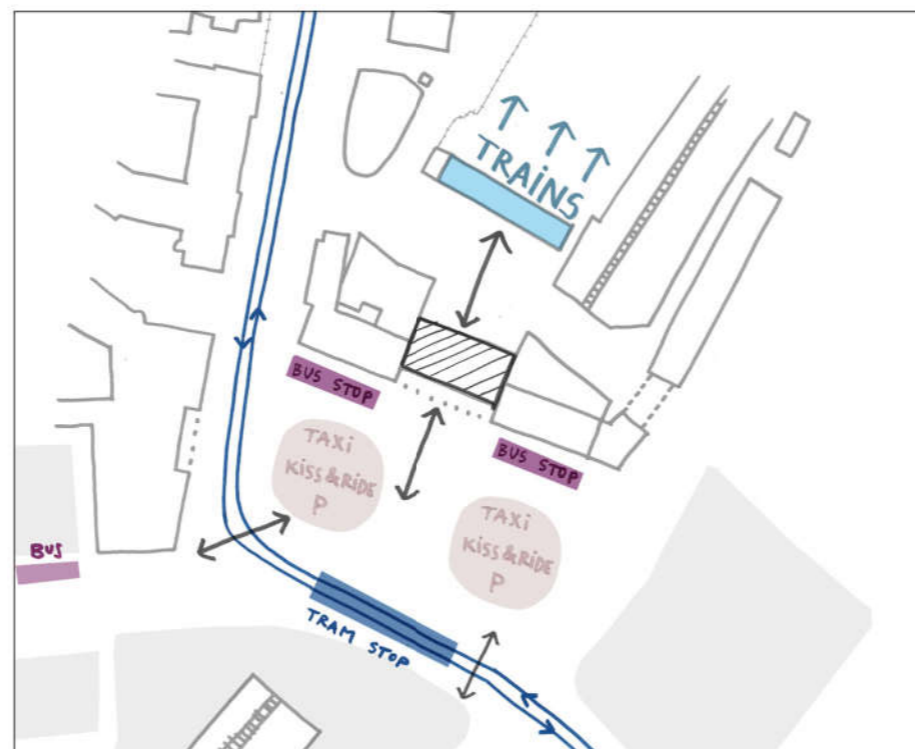 TRAiNS
BUS STOP
BUS STOP
TAXi
KiSS&RiDE
P
TAXi
KiSS&RiDE
P
BUS
TRAM STOP